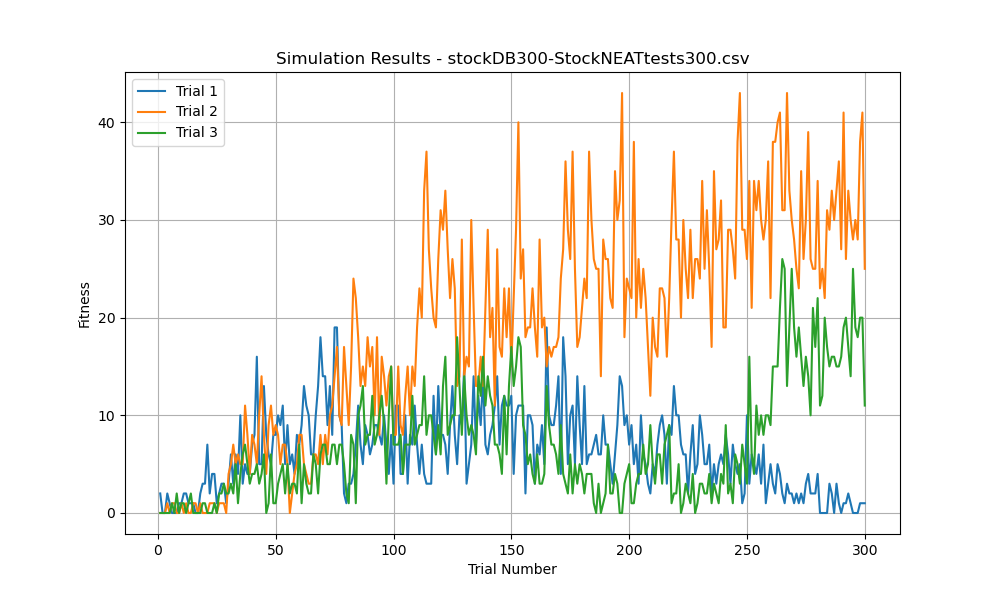 Simulation Results - stockDB300-StockNEATtests300.csv
Trial 1
Trial 2
Trial 3
Fitness
40
30
20
10
0
0 50 100 150 200 250 300
Trial Number